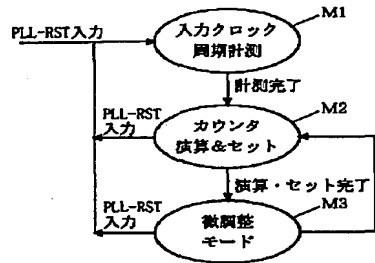 M1
PLL-RST入力
入力クロック
周期計測
計測完了
PLL-RST
入力
M2
カウンタ
演算&セット
演算・セット完了
PLL-RST
入力
M3
微調整
モード